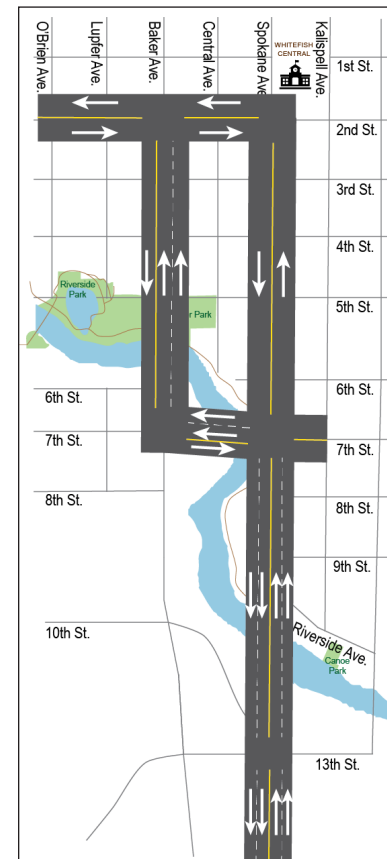 O'Brien Ave.
Lupfer Ave.
Baker Ave.
Central Ave.
Spokane Ave.
Kalispell Ave.
WHITEFISH
CENTRAL
1st St.
2nd St.
3rd St.
4th St.
Riverside
Park
5th St.
r Park
6th St.
6th St.
7th St.
7th St.
8th St.
8th St.
9th St.
10th St.
Riverside Ave.
Canoe
Park
13th St.